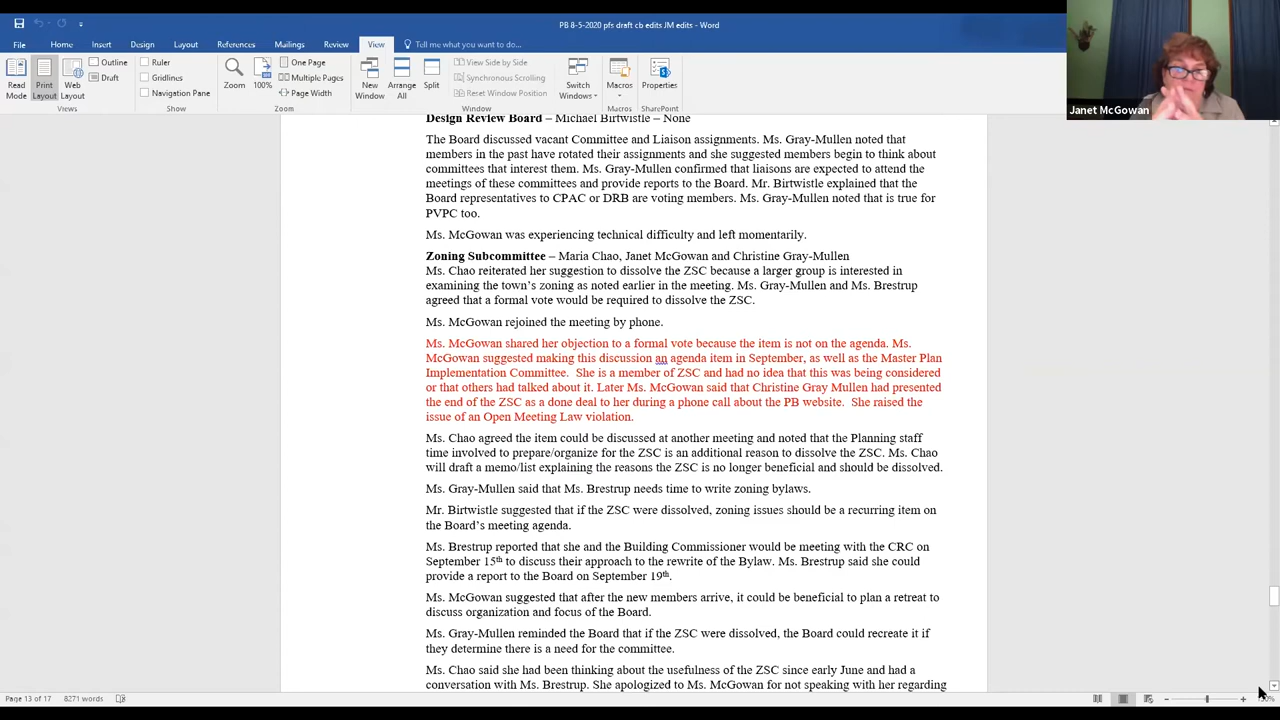 PB 8-5-2020 pfs draft cb edits JM edits - Word
File Home Insert Design Layout References Mailings Review View Tell me what you want to do...
Read Mode
Print Layout
Web Layout
Outline
Draft
Views
Ruler
Gridlines
Navigation Pane
Show
Zoom
100%
One Page
Multiple Pages
Page Width
Zoom
New Window
Arrange All
Split
View Side by Side
Synchronous Scrolling
Reset Window Position
Window
Switch Windows
Macros
Macros
Properties
SharePoint
Janet McGowan
Design Review Board – Michael Birtwistle – None
The Board discussed vacant Committee and Liaison assignments. Ms. Gray-Mullen noted that
members in the past have rotated their assignments and she suggested members begin to think about
committees that interest them. Ms. Gray-Mullen confirmed that liaisons are expected to attend the
meetings of these committees and provide reports to the Board. Mr. Birtwistle explained that the
Board representatives to CPAC or DRB are voting members. Ms. Gray-Mullen noted that is true for
PVPC too.
Ms. McGowan was experiencing technical difficulty and left momentarily.
Zoning Subcommittee – Maria Chao, Janet McGowan and Christine Gray-Mullen
Ms. Chao reiterated her suggestion to dissolve the ZSC because a larger group is interested in
examining the town's zoning as noted earlier in the meeting. Ms. Gray-Mullen and Ms. Brestrup
agreed that a formal vote would be required to dissolve the ZSC.
Ms. McGowan rejoined the meeting by phone.
Ms. McGowan shared her objection to a formal vote because the item is not on the agenda. Ms.
McGowan suggested making this discussion an agenda item in September, as well as the Master Plan
Implementation Committee. She is a member of ZSC and had no idea that this was being considered
or that others had talked about it. Later Ms. McGowan said that Christine Gray Mullen had presented
the end of the ZSC as a done deal to her during a phone call about the PB website. She raised the
issue of an Open Meeting Law violation.
Ms. Chao agreed the item could be discussed at another meeting and noted that the Planning staff
time involved to prepare/organize for the ZSC is an additional reason to dissolve the ZSC. Ms. Chao
will draft a memo/list explaining the reasons the ZSC is no longer beneficial and should be dissolved.
Ms. Gray-Mullen said that Ms. Brestrup needs time to write zoning bylaws.
Mr. Birtwistle suggested that if the ZSC were dissolved, zoning issues should be a recurring item on
the Board's meeting agenda.
Ms. Brestrup reported that she and the Building Commissioner would be meeting with the CRC on
September 15th to discuss their approach to the rewrite of the Bylaw. Ms. Brestrup said she could
provide a report to the Board on September 19th.
Ms. McGowan suggested that after the new members arrive, it could be beneficial to plan a retreat to
discuss organization and focus of the Board.
Ms. Gray-Mullen reminded the Board that if the ZSC were dissolved, the Board could recreate it if
they determine there is a need for the committee.
Ms. Chao said she had been thinking about the usefulness of the ZSC since early June and had a
conversation with Ms. Brestrup. She apologized to Ms. McGowan for not speaking with her regarding
Page 13 of 17 8271 words